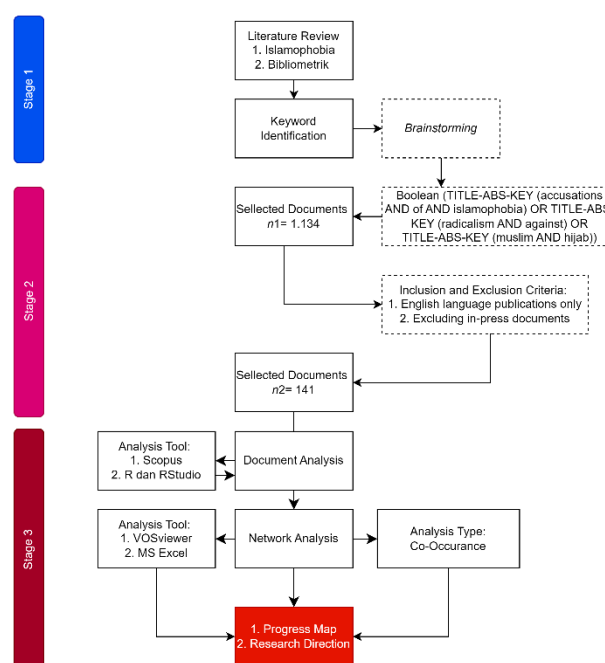 Stage 1
Literature Review
1. Islamophobia
2. Bibliometrik
Keyword
Identification
Brainstorming
Stage 2
Selected Documents
n1= 1.134
Boolean (TITLE-ABS-KEY (accusations
AND of AND islamophobia) OR TITLE-ABS
KEY (radicalism AND against) OR
TITLE-ABS-KEY (muslim AND hijab))
Inclusion and Exclusion Criteria:
1. English language publications only
2. Excluding in-press documents
Sellected Documents
n2= 141
Stage 3
Analysis Tool:
1. Scopus
2. R dan RStudio
Document Analysis
Analysis Tool:
1. VOSviewer
2. MS Excel
Network Analysis
Analysis Type:
Co-Occurance
1. Progress Map
2. Research Direction